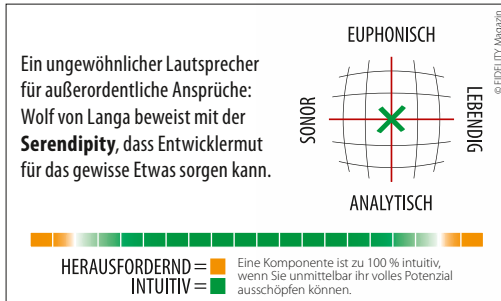 Ein ungewöhnlicher Lautsprecher
für außerordentliche Ansprüche:
Wolf von Langa beweist mit der
Serendipity, dass Entwicklermut
für das gewisse Etwas sorgen kann.
EUPHONISCH
SONOR
LEBENDIG
ANALYTISCH
© FIDELITY Magazin
HERAUSFORDERND =
INTUITIV =
Eine Komponente ist zu 100 % intuitiv,
wenn Sie unmittelbar ihr volles Potenzial
ausschöpfen können.